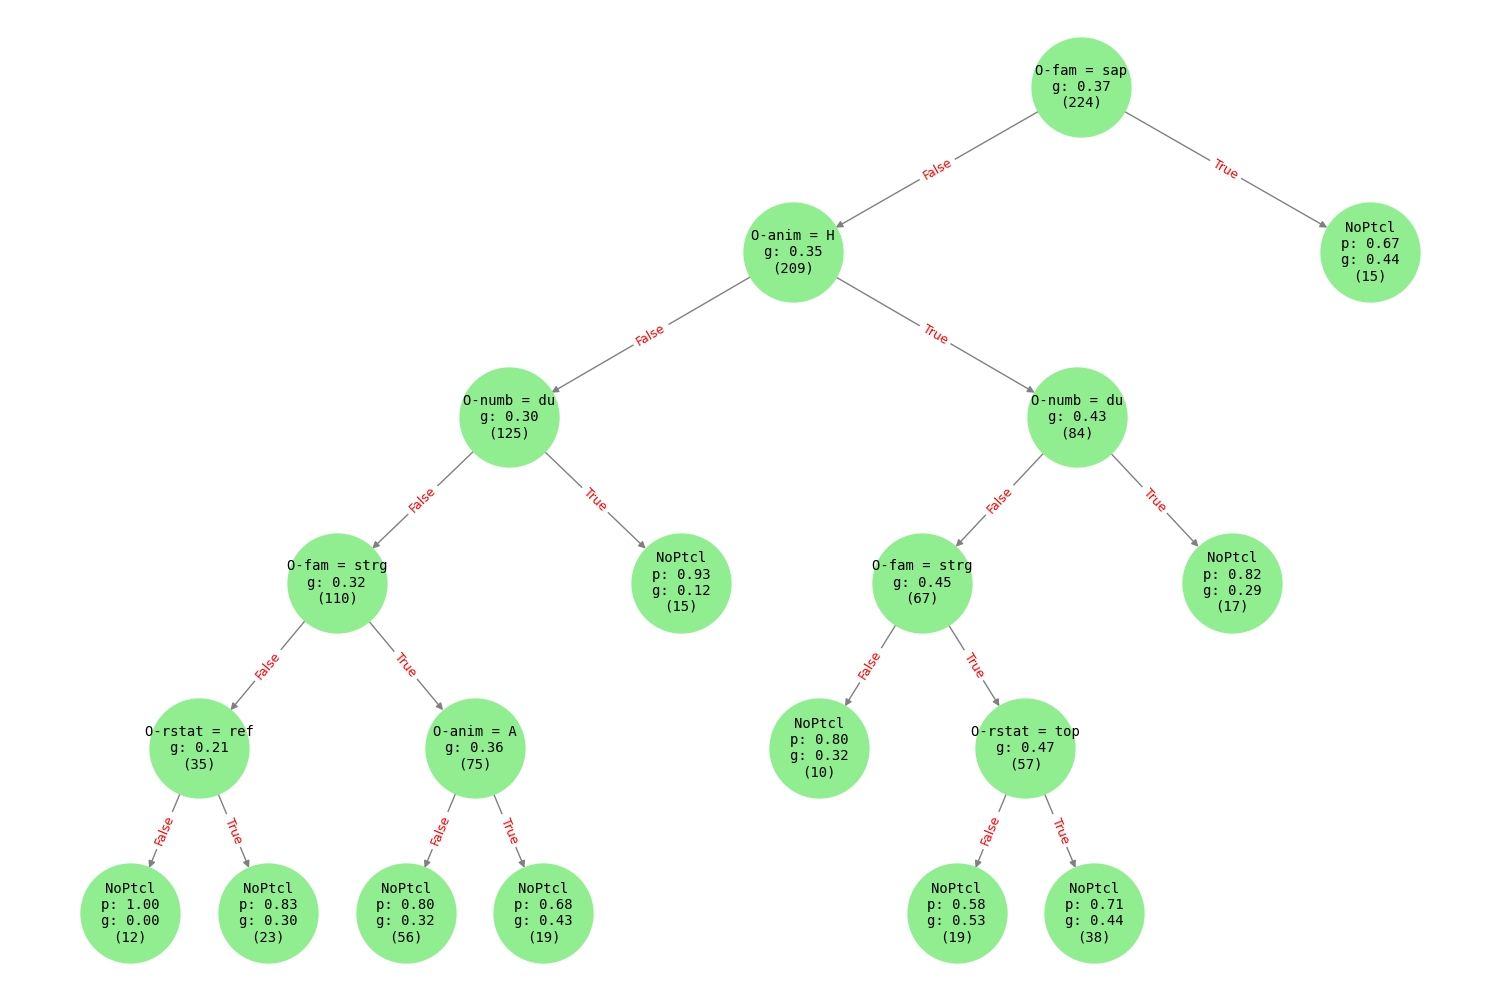 O-fam = sap
g: 0.37
(224)
False
True
O-anim = H
g: 0.35
(209)
NoPtcl
p: 0.67
g: 0.44
(15)
False
True
O-numb = du
g: 0.30
(125)
O-numb = du
g: 0.43
(84)
False
True
False
True
O-fam = strg
g: 0.32
(110)
NoPtcl
p: 0.93
g: 0.12
(15)
O-fam = strg
g: 0.45
(67)
NoPtcl
p: 0.82
g: 0.29
(17)
False
True
False
True
O-rstat = ref
g: 0.21
(35)
O-anim = A
g: 0.36
(75)
NoPtcl
p: 0.80
g: 0.32
(10)
O-rstat = top
g: 0.47
(57)
False
True
False
True
False
True
NoPtcl
p: 1.00
g: 0.00
(12)
NoPtcl
p: 0.83
g: 0.30
(23)
NoPtcl
p: 0.80
g: 0.32
(56)
NoPtcl
p: 0.68
g: 0.43
(19)
NoPtcl
p: 0.58
g: 0.53
(19)
NoPtcl
p: 0.71
g: 0.44
(38)